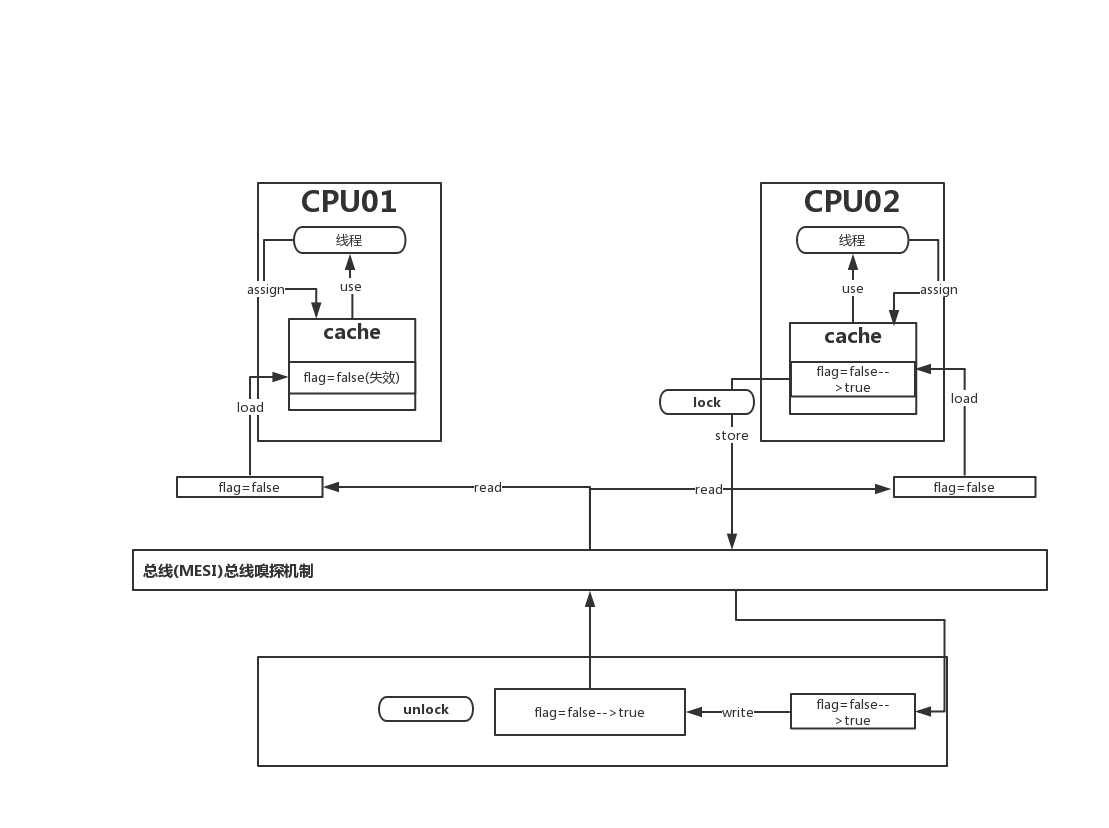 CPU01
CPU02
线程
线程
assign
use
use
assign
cache
cache
flag=false(失效)
flag=false--
>true
load
lock
load
store
flag=false
read
read
flag=false
总线(MESI)总线嗅探机制
unlock
flag=false-->true
write
flag=false--
>true